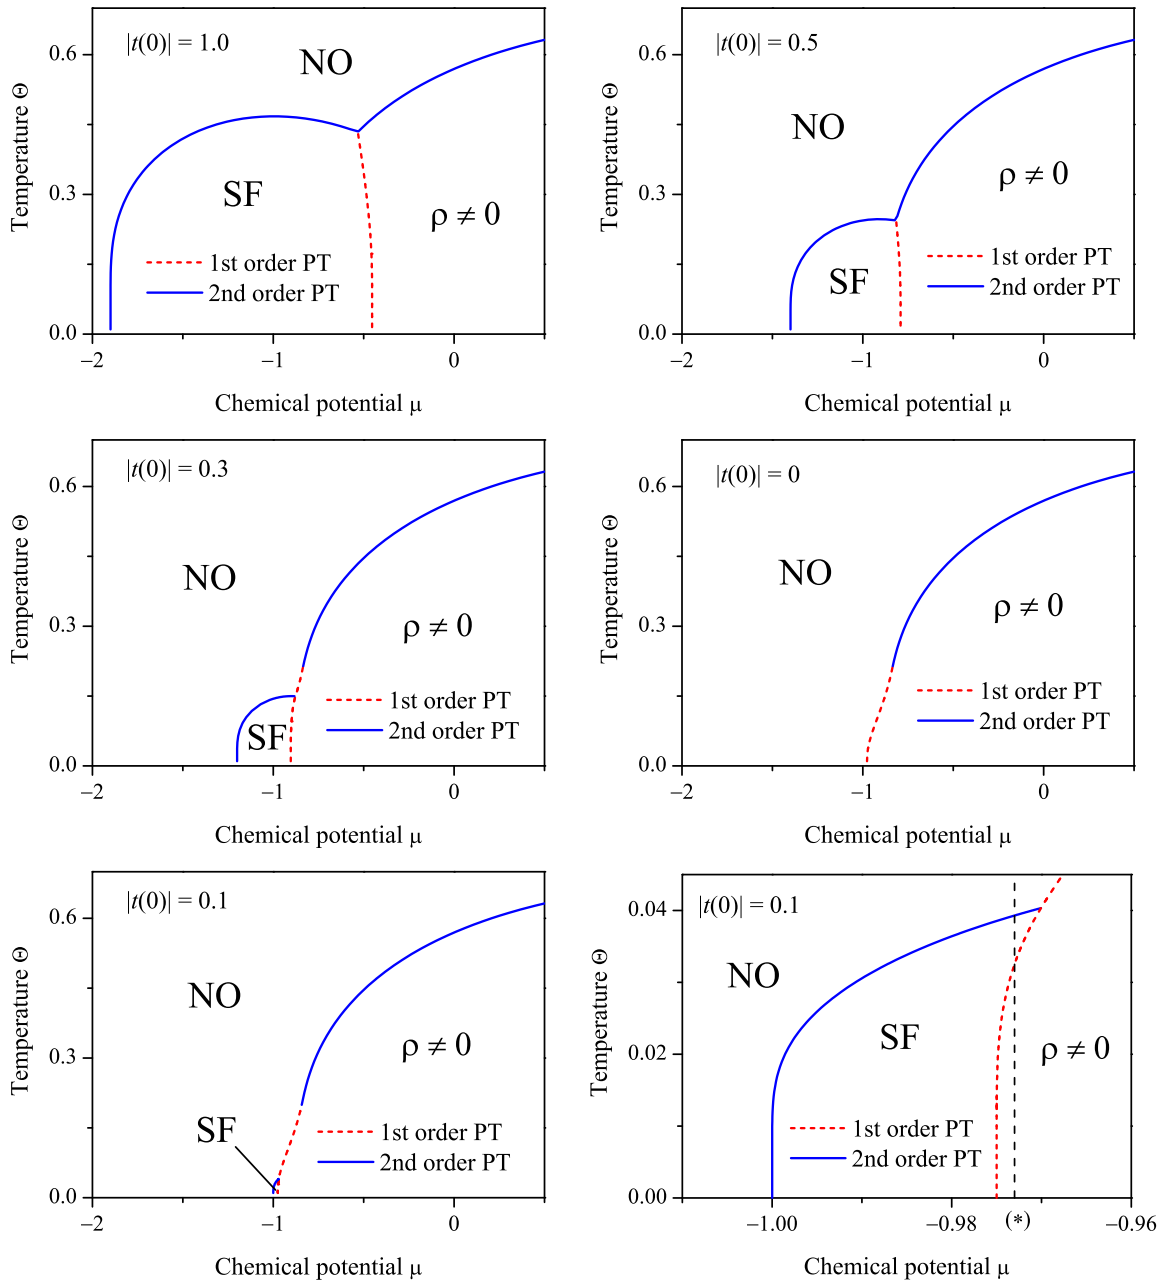 |t(0)| = 1.0
NO
SF
ρ ≠ 0
1st order PT
2nd order PT
0.6
0.3
0.0
−2
−1
0
Temperature Θ
Chemical potential μ
|t(0)| = 0.5
NO
SF
ρ ≠ 0
1st order PT
2nd order PT
0.6
0.3
0.0
−2
−1
0
Temperature Θ
Chemical potential μ
|t(0)| = 0.3
NO
SF
ρ ≠ 0
1st order PT
2nd order PT
0.6
0.3
0.0
−2
−1
0
Temperature Θ
Chemical potential μ
|t(0)| = 0
NO
ρ ≠ 0
1st order PT
2nd order PT
0.6
0.3
0.0
−2
−1
0
Temperature Θ
Chemical potential μ
|t(0)| = 0.1
NO
ρ ≠ 0
SF
1st order PT
2nd order PT
0.6
0.3
0.0
−2
−1
0
Temperature Θ
Chemical potential μ
|t(0)| = 0.1
NO
SF
ρ ≠ 0
1st order PT
2nd order PT
0.04
0.02
0.00
−1.00
−0.98
(*)
−0.96
Temperature Θ
Chemical potential μ